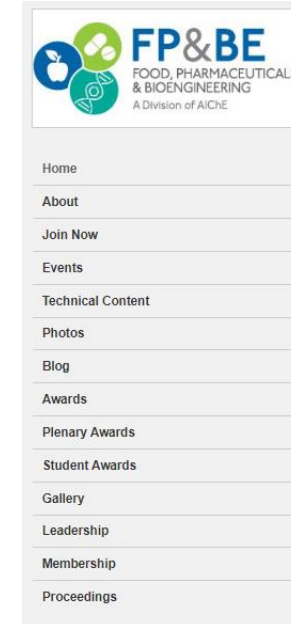 FP&BE
FOOD, PHARMACEUTICAL
& BIOENGINEERING
A Division of AIChE
Home
About
Join Now
Events
Technical Content
Photos
Blog
Awards
Plenary Awards
Student Awards
Gallery
Leadership
Membership
Proceedings